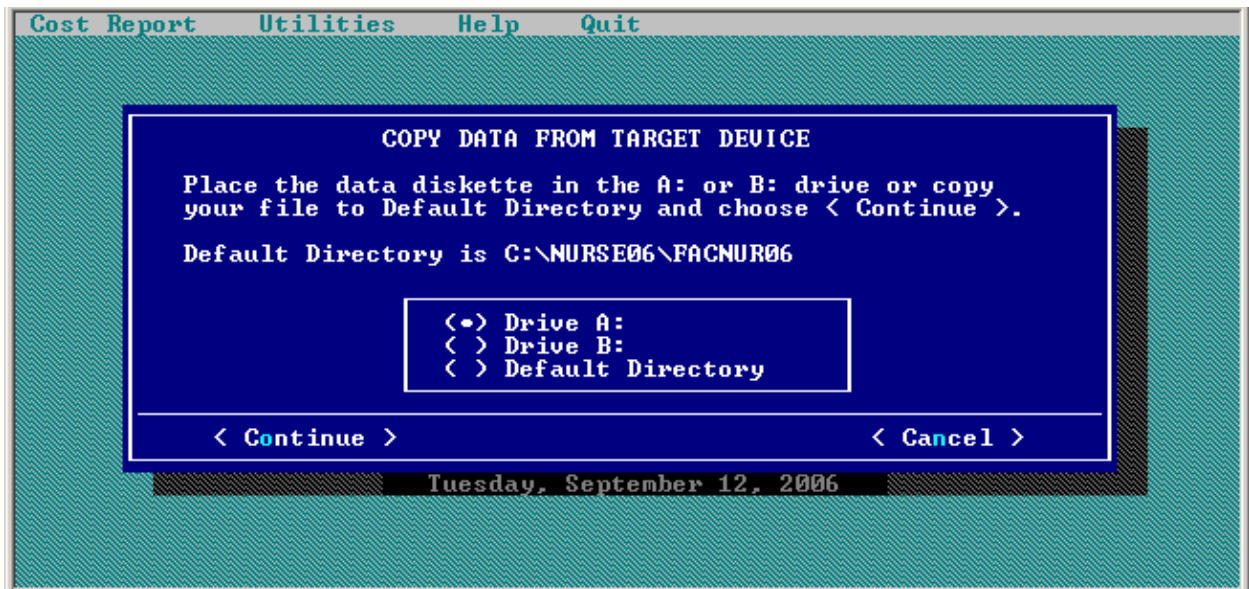 Cost Report Utilities Help Quit
COPY DATA FROM TARGET DEVICE
Place the data diskette in the A: or B: drive or copy
your file to Default Directory and choose < Continue >.
Default Directory is C:\NURSE06\FACNUR06
(•) Drive A:
( ) Drive B:
( ) Default Directory
< Continue > < Cancel >
Tuesday, September 12, 2006